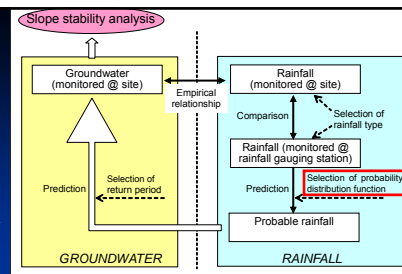 Slope stability analysis
Groundwater
(monitored @ site)
Empirical
relationship
Rainfall
(monitored @ site)
Comparison
Selection of
rainfall type
Rainfall (monitored @
rainfall gauging station)
Prediction
Selection of
return period
Prediction
Selection of probability
distribution function
Probable rainfall
GROUNDWATER
RAINFALL